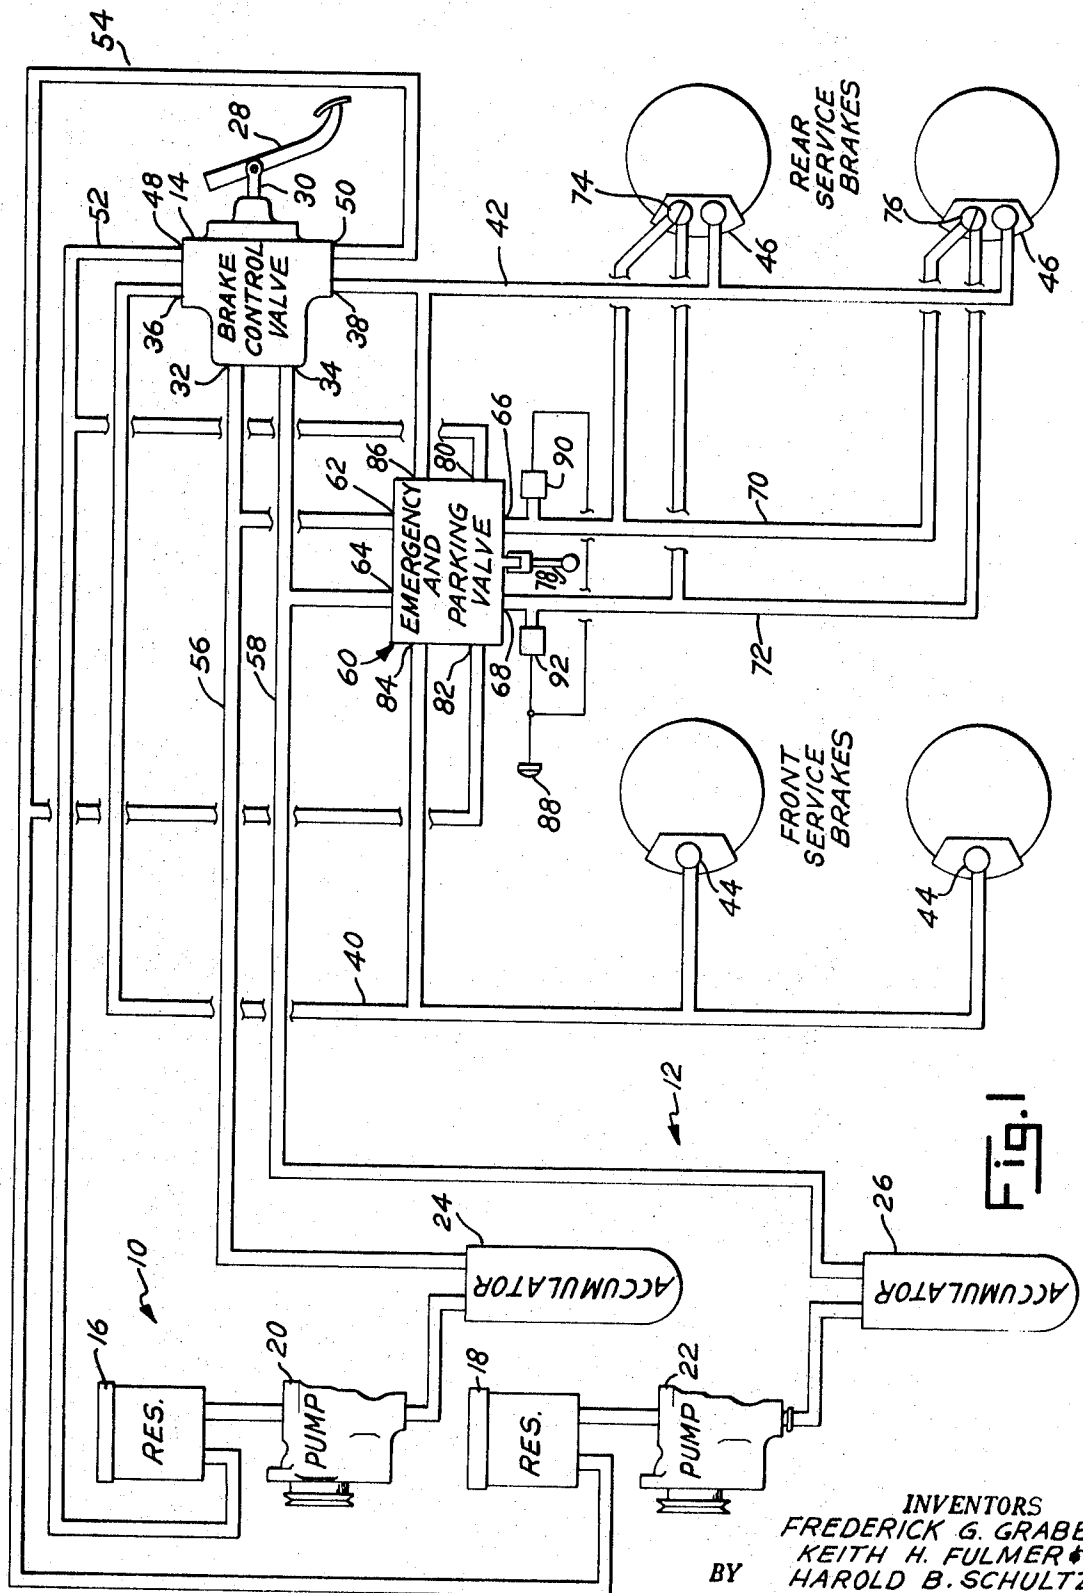 54
28
30
52
48
14
BRAKE
CONTROL
VALVE
50
36
38
32
34
42
74
46
REAR
SERVICE
BRAKES
76
46
56
58
62
86
64
80
EMERGENCY
AND
PARKING
VALVE
60
84
82
66
90
68
78
92
70
72
88
40
44
FRONT
SERVICE
BRAKES
44
10
12
16
RES.
20
PUMP
24
ACCUMULATOR
18
RES.
22
PUMP
26
ACCUMULATOR
Fig.1
INVENTORS
FREDERICK G. GRABB
KEITH H. FULMER &
HAROLD B. SCHULTZ
BY